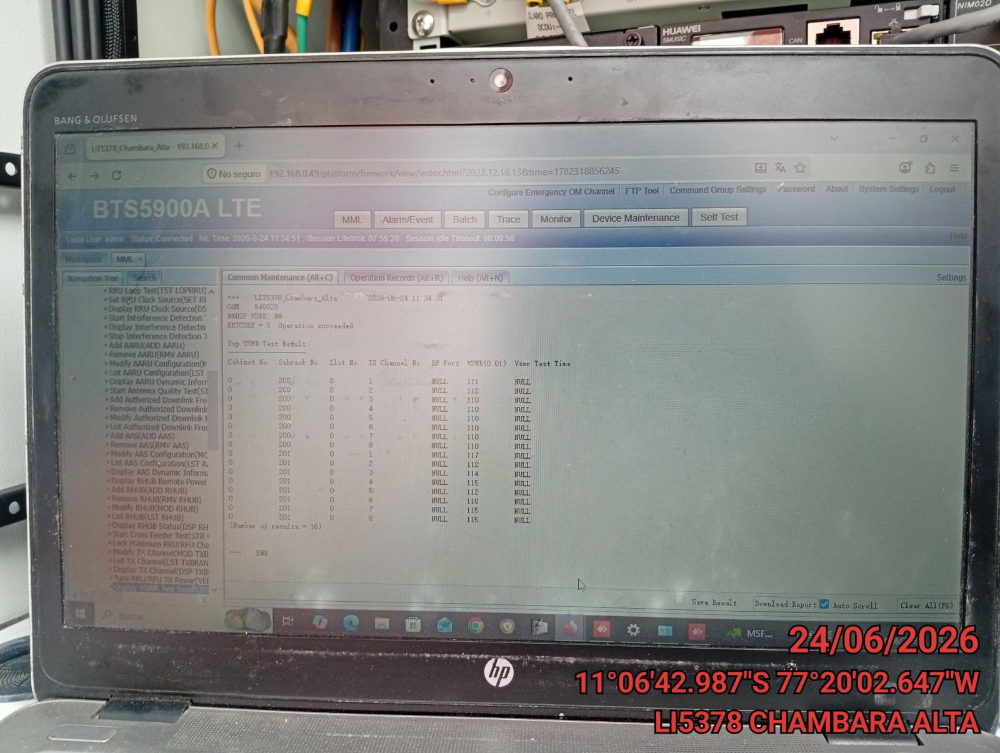 CLARO
DCDU:-
HUAWEI
SMU02C
CAN
NIM02D
BANG & OLUFSEN
LIT5378_Chambara_Alta - 192.168.0.
No seguro
192.168.0.49/platform/frmwork/view/index.html?2023.12.18.13&time=1782318856245
Configure Emergency OM Channel | FTP Tool | Command Group Settings | Password | About | System Settings | Logout
BTS5900A LTE
MML Alarm/Event Batch Trace Monitor Device Maintenance Self Test
Local User admin Status: Connected NE Time: 2026-6-24 11:34:51 Session Lifetime: 07:59:20 Session Idle Timeout: 00:09:58
Help
Workspace MML ×
Navigation Tree Search
Common Maintenance (Alt+C) Operation Records (Alt+R) Help (Alt+N)
Settings
RRU Loop Test(TST LOPRRU)
Set RRU Clock Source(SET RI
Display RRU Clock Source(DS
Start Interference Detection
Display Interference Detectio
Stop Interference Detection T
Add AARU(ADD AARU)
Remove AARU(RMV AARU)
Modify AARU Configuration(M
List AARU Configuration(LST
Display AARU Dynamic Inforr
Start Antenna Quality Test(ST
Add Authorized Downlink Fre
Remove Authorized Downlink
Modify Authorized Downlink F
List Authorized Downlink Frec
Add AAS(ADD AAS)
Remove AAS(RMV AAS)
Modify AAS Configuration(MC
List AAS Configuration(LST A
Display AAS Dynamic Informa
Display RHUB Remote Power
Add RHUB(ADD RHUB)
Remove RHUB(RMV RHUB)
Modify RHUB(MOD RHUB)
List RHUB(LST RHUB)
Display RHUB Status(DSP RH
Start Cross Feeder Test(STR
Lock Maximum RRU/RFU Cha
Modify TX Channel(MOD TXB
List TX Channel(LST TXBRAN
Display TX Channel(DSP TXB
Tune RRU/RFU TX Power(VEI
Display VSWR Test Result(DS
+++ LIT5378_Chambara_Alta 2026-06-24 11:34:31
O&M #40028
%%DSP VSWR:;%%
RETCODE = 0 Operation succeeded.
Dsp VSWR Test Result
Cabinet No. Subrack No. Slot No. TX Channel No. RF Port VSWR(0.01) Vswr Test Time
0 200 0 1 NULL 111 NULL
0 200 0 2 NULL 112 NULL
0 200 0 3 NULL 110 NULL
0 200 0 4 NULL 110 NULL
0 200 0 5 NULL 110 NULL
0 200 0 6 NULL 110 NULL
0 200 0 7 NULL 110 NULL
0 200 0 8 NULL 110 NULL
0 201 0 1 NULL 117 NULL
0 201 0 2 NULL 112 NULL
0 201 0 3 NULL 114 NULL
0 201 0 4 NULL 115 NULL
0 201 0 5 NULL 112 NULL
0 201 0 6 NULL 110 NULL
0 201 0 7 NULL 115 NULL
0 201 0 8 NULL 115 NULL
(Number of results = 16)
--- END
Save Result Download Report Auto Scroll Clear All(F6)
Buscar
MSF...
hp
24/06/2026
11°06'42.987"S 77°20'02.647"W
LI5378 CHAMBARA ALTA